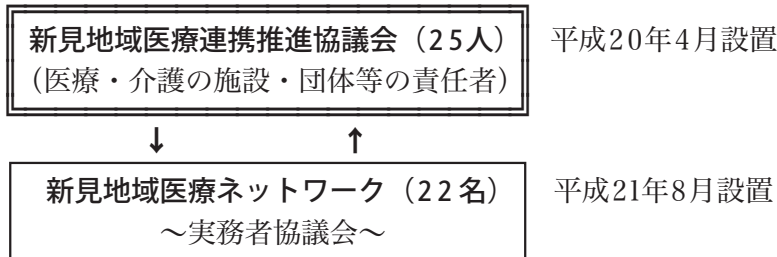 新見地域医療連携推進協議会（25人） 平成20年4月設置
（医療・介護の施設・団体等の責任者）
↓ ↑
新見地域医療ネットワーク（22名） 平成21年8月設置
～実務者協議会～